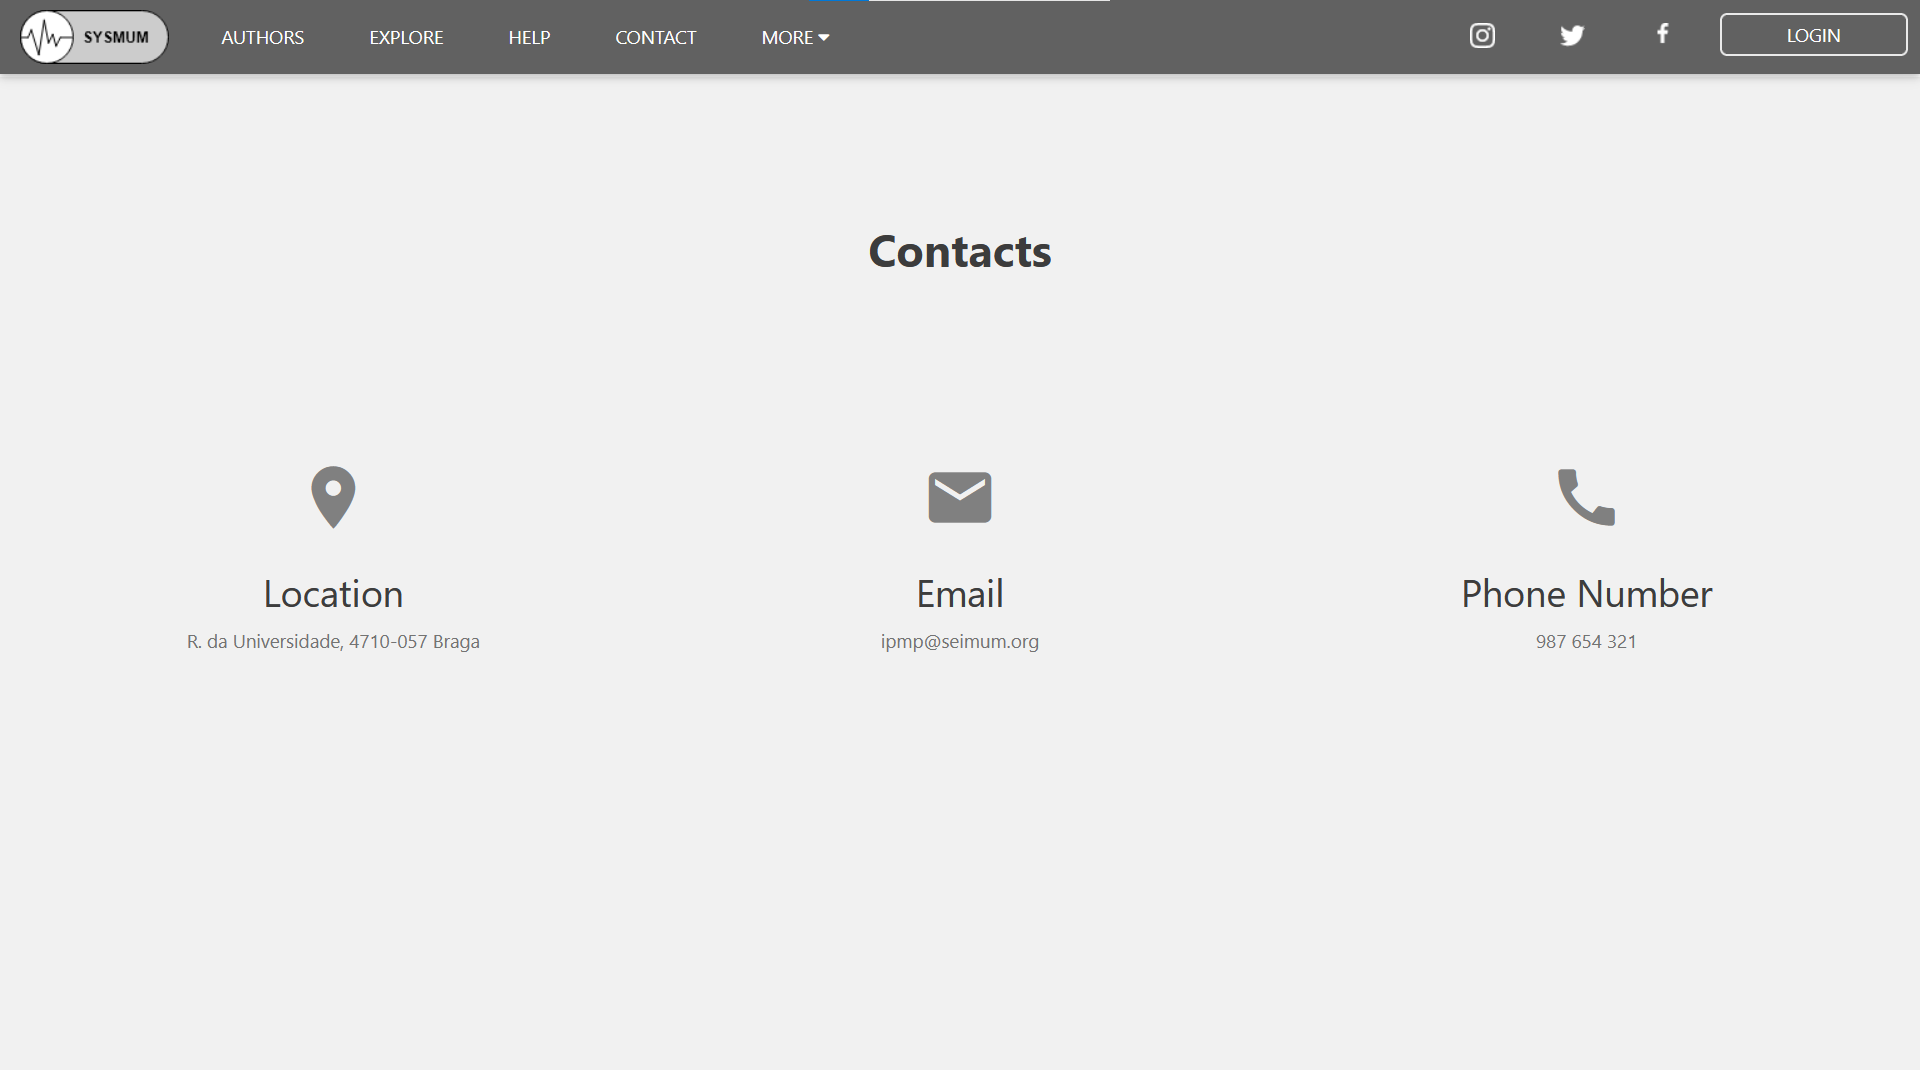 SYSMUM
AUTHORS
EXPLORE
HELP
CONTACT
MORE
LOGIN
Contacts
Location
R. da Universidade, 4710-057 Braga
Email
ipmp@seimum.org
Phone Number
987 654 321